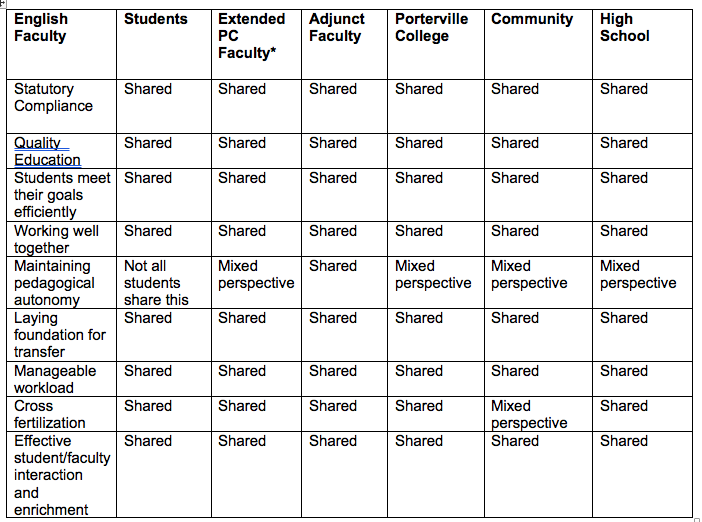 English Faculty | Students | Extended PC Faculty* | Adjunct Faculty | Porterville College | Community | High School
Statutory Compliance | Shared | Shared | Shared | Shared | Shared | Shared
Quality Education | Shared | Shared | Shared | Shared | Shared | Shared
Students meet their goals efficiently | Shared | Shared | Shared | Shared | Shared | Shared
Working well together | Shared | Shared | Shared | Shared | Shared | Shared
Maintaining pedagogical autonomy | Not all students share this | Mixed perspective | Shared | Mixed perspective | Mixed perspective | Mixed perspective
Laying foundation for transfer | Shared | Shared | Shared | Shared | Shared | Shared
Manageable workload | Shared | Shared | Shared | Shared | Shared | Shared
Cross fertilization | Shared | Shared | Shared | Shared | Mixed perspective | Shared
Effective student/faculty interaction and enrichment | Shared | Shared | Shared | Shared | Shared | Shared